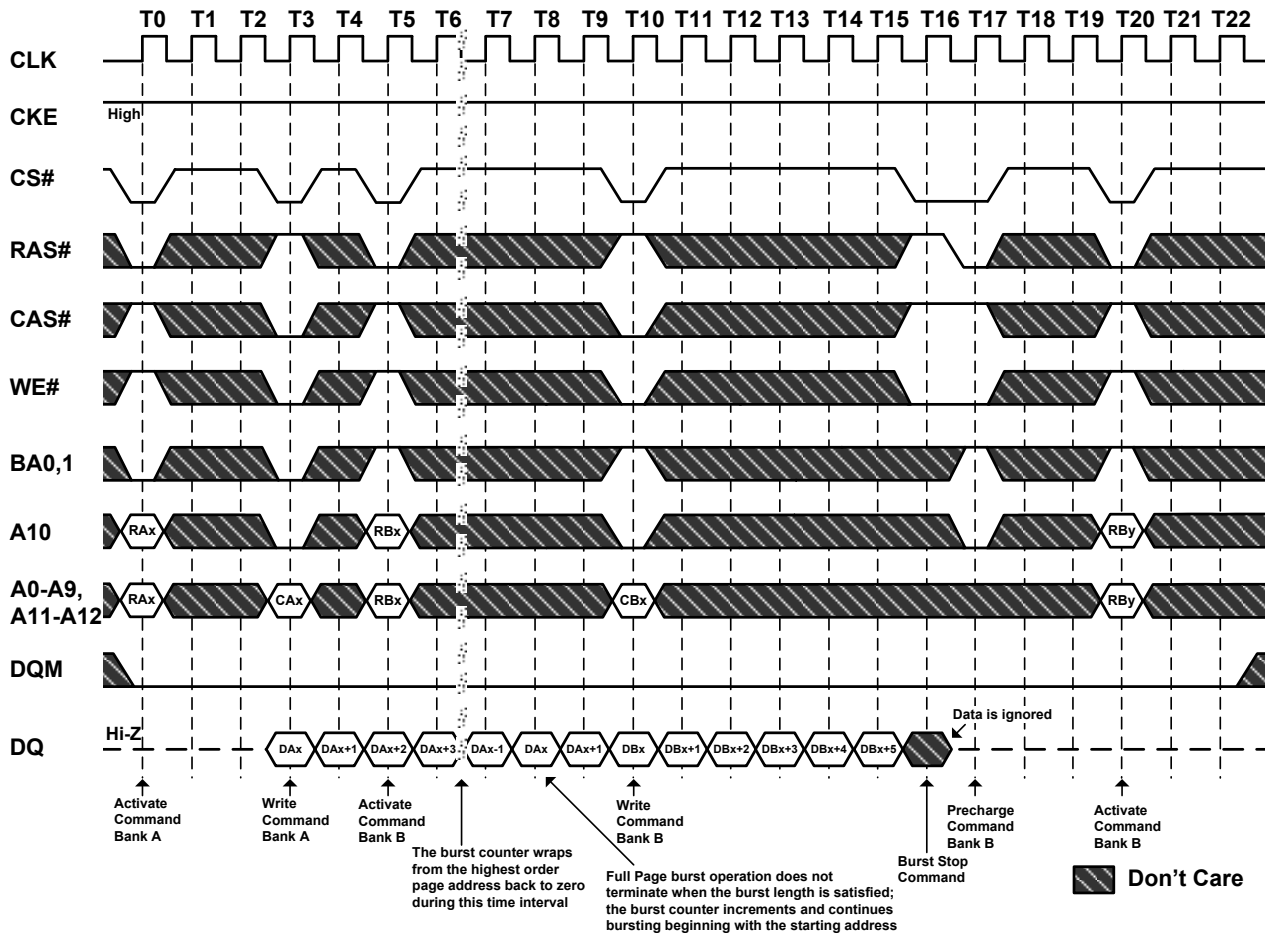 T0 T1 T2 T3 T4 T5 T6 T7 T8 T9 T10 T11 T12 T13 T14 T15 T16 T17 T18 T19 T20 T21 T22
CLK
CKE High
CS#
RAS#
CAS#
WE#
BA0,1
A10 RAx RBx RBy
A0-A9,
A11-A12 RAx CAx RBx CBx RBy
DQM
Data is ignored
DQ Hi-Z DAx DAx+1 DAx+2 DAx+3 DAx-1 DAx DAx+1 DBx DBx+1 DBx+2 DBx+3 DBx+4 DBx+5
Activate
Command
Bank A
Write
Command
Bank A
Activate
Command
Bank B
The burst counter wraps
from the highest order
page address back to zero
during this time interval
Write
Command
Bank B
Full Page burst operation does not
terminate when the burst length is satisfied;
the burst counter increments and continues
bursting beginning with the starting address
Burst Stop
Command
Precharge
Command
Bank B
Activate
Command
Bank B
Don't Care